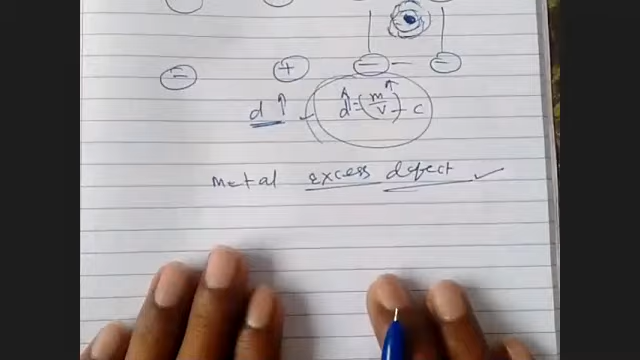 − + − − −
d ↑ − d↑ = (m↑/v) − c
metal excess defect ✓